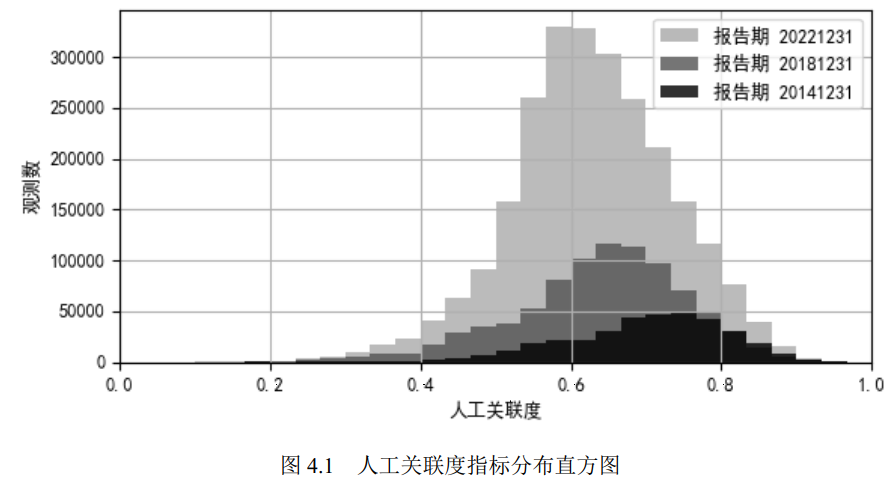 报告期 20221231
报告期 20181231
报告期 20141231
300000
250000
200000
150000
100000
50000
0
观测数
0.0 0.2 0.4 0.6 0.8 1.0
人工关联度
图 4.1 人工关联度指标分布直方图